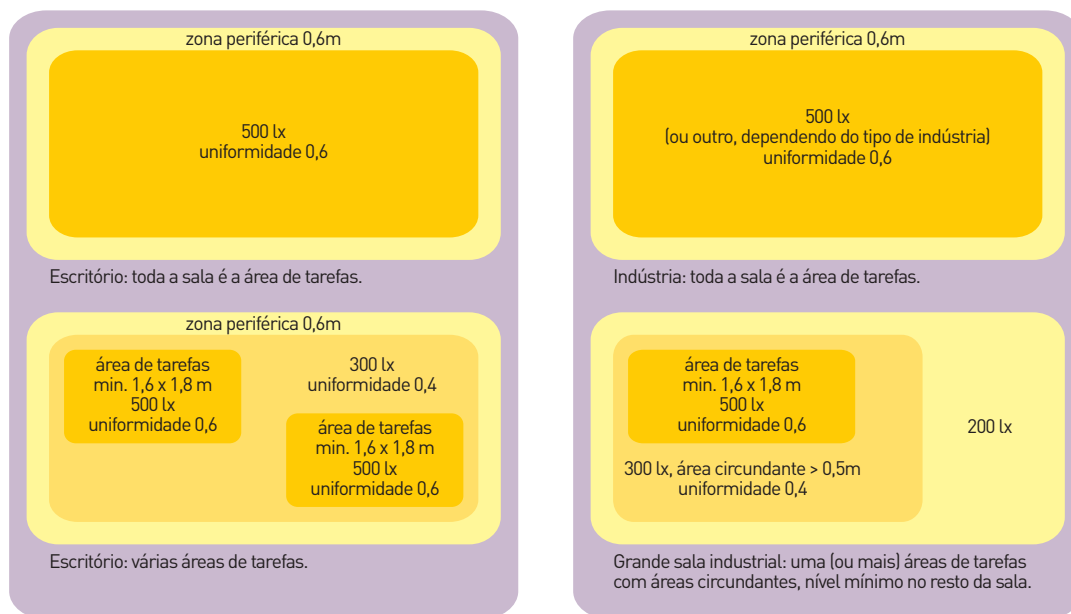 zona periférica 0,6m
500 lx
uniformidade 0,6
Escritório: toda a sala é a área de tarefas.
zona periférica 0,6m
área de tarefas
min. 1,6 x 1,8 m
500 lx
uniformidade 0,6
300 lx
uniformidade 0,4
área de tarefas
min. 1,6 x 1,8 m
500 lx
uniformidade 0,6
Escritório: várias áreas de tarefas.
zona periférica 0,6m
500 lx
(ou outro, dependendo do tipo de indústria)
uniformidade 0,6
Indústria: toda a sala é a área de tarefas.
área de tarefas
min. 1,6 x 1,8 m
500 lx
uniformidade 0,6
300 lx, área circundante > 0,5m
uniformidade 0,4
200 lx
Grande sala industrial: uma (ou mais) áreas de tarefas
com áreas circundantes, nível mínimo no resto da sala.